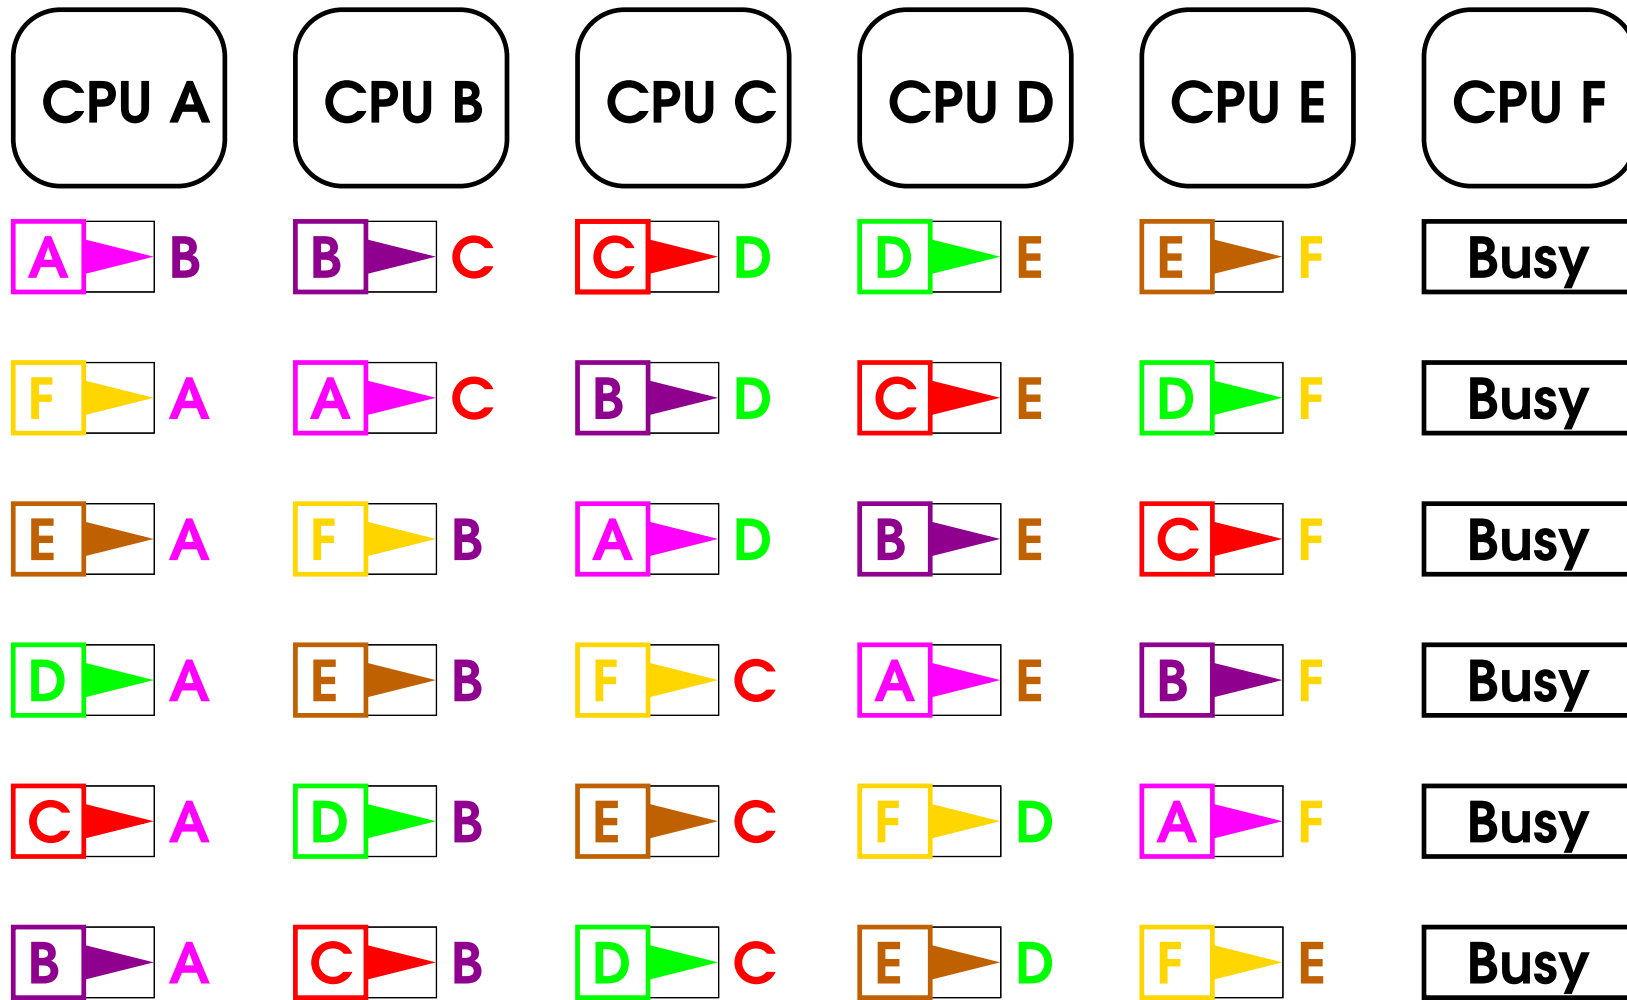 CPU A CPU B CPU C CPU D CPU E CPU F
A B B C C D D E E F Busy
F A A C B D C E D F Busy
E A F B A D B E C F Busy
D A E B F C A E B F Busy
C A D B E C F D A F Busy
B A C B D C E D F E Busy